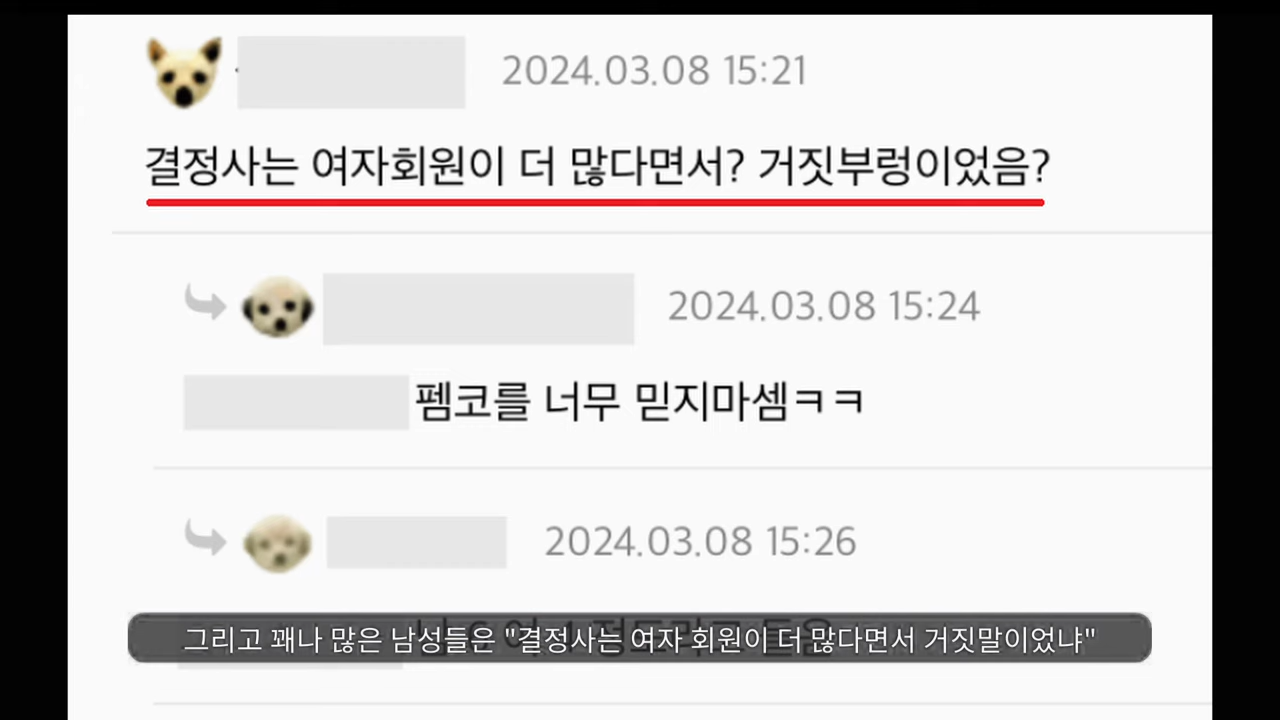 2024.03.08 15:21
결정사는 여자회원이 더 많다면서? 거짓부렁이었음?
2024.03.08 15:24
펨코를 너무 믿지마셈ㅋㅋ
2024.03.08 15:26
그리고 꽤나 많은 남성들은 "결정사는 여자 회원이 더 많다면서 거짓말이었냐"